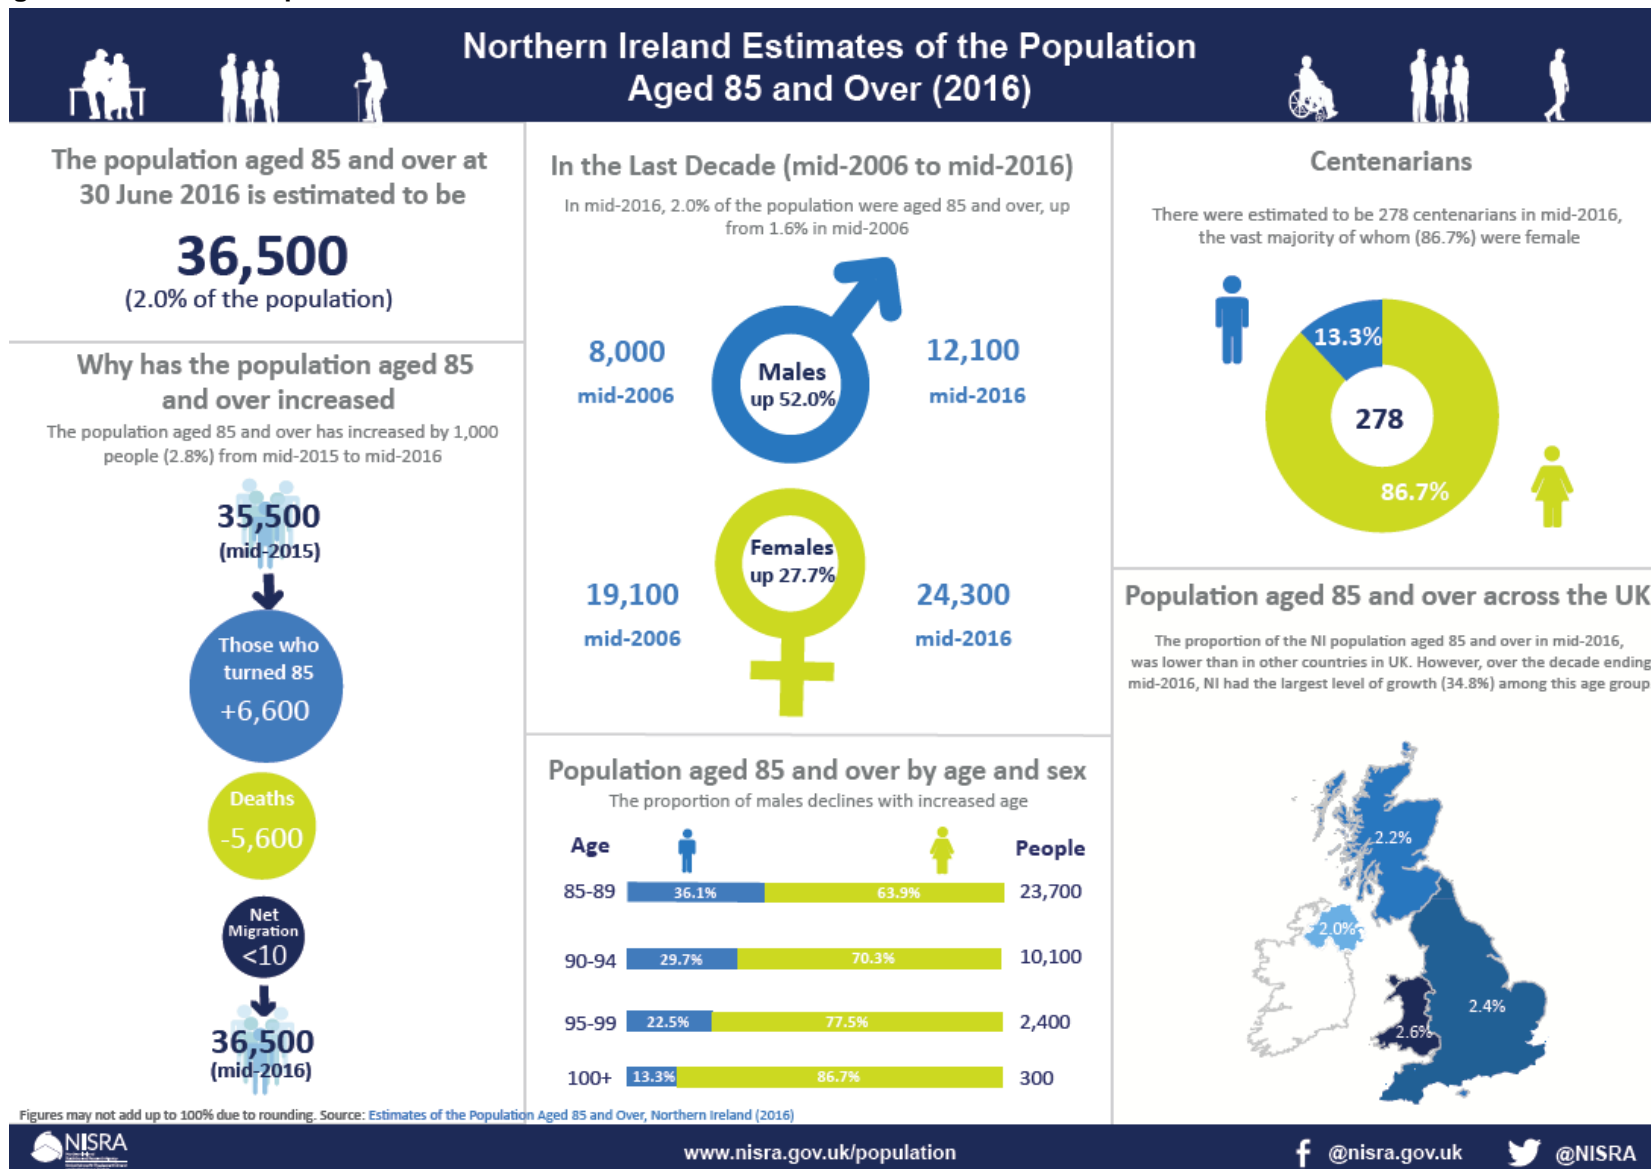 Northern Ireland Estimates of the Population
Aged 85 and Over (2016)
The population aged 85 and over at
30 June 2016 is estimated to be
36,500
(2.0% of the population)
Why has the population aged 85
and over increased
The population aged 85 and over has increased by 1,000
people (2.8%) from mid-2015 to mid-2016
35,500
(mid-2015)
Those who
turned 85
+6,600
Deaths
-5,600
Net
Migration
<10
36,500
(mid-2016)
In the Last Decade (mid-2006 to mid-2016)
In mid-2016, 2.0% of the population were aged 85 and over, up
from 1.6% in mid-2006
8,000
mid-2006
Males
up 52.0%
12,100
mid-2016
19,100
mid-2006
Females
up 27.7%
24,300
mid-2016
Population aged 85 and over by age and sex
The proportion of males declines with increased age
Age People
85-89 36.1% 63.9% 23,700
90-94 29.7% 70.3% 10,100
95-99 22.5% 77.5% 2,400
100+ 13.3% 86.7% 300
Centenarians
There were estimated to be 278 centenarians in mid-2016,
the vast majority of whom (86.7%) were female
13.3%
278
86.7%
Population aged 85 and over across the UK
The proportion of the NI population aged 85 and over in mid-2016,
was lower than in other countries in UK. However, over the decade ending
mid-2016, NI had the largest level of growth (34.8%) among this age group
2.2%
2.0%
2.4%
2.6%
Figures may not add up to 100% due to rounding. Source: Estimates of the Population Aged 85 and Over, Northern Ireland (2016)
NISRA
www.nisra.gov.uk/population
@nisra.gov.uk
@NISRA